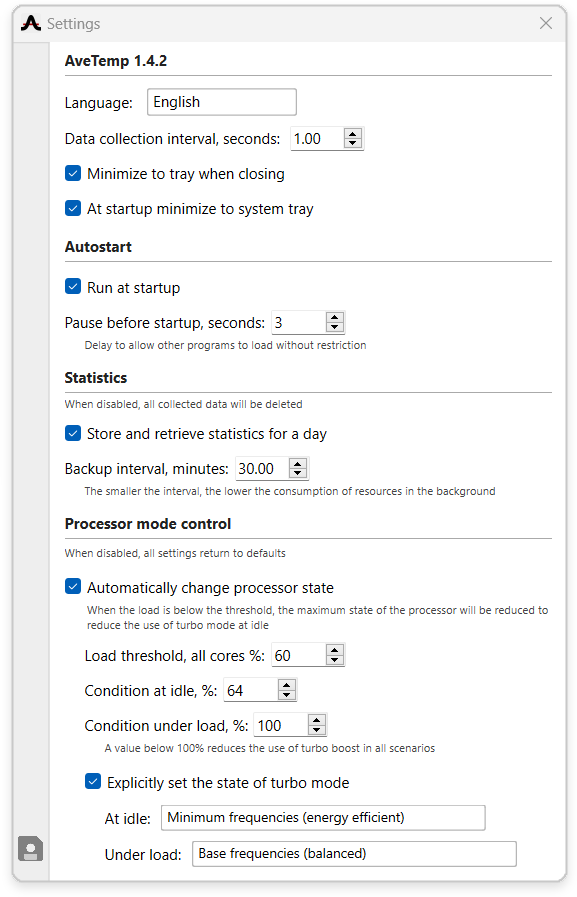 Settings
AveTemp 1.4.2
Language: English
Data collection interval, seconds: 1.00
Minimize to tray when closing
At startup minimize to system tray
Autostart
Run at startup
Pause before startup, seconds: 3
Delay to allow other programs to load without restriction
Statistics
When disabled, all collected data will be deleted
Store and retrieve statistics for a day
Backup interval, minutes: 30.00
The smaller the interval, the lower the consumption of resources in the background
Processor mode control
When disabled, all settings return to defaults
Automatically change processor state
When the load is below the threshold, the maximum state of the processor will be reduced to
reduce the use of turbo mode at idle
Load threshold, all cores %: 60
Condition at idle, %: 64
Condition under load, %: 100
A value below 100% reduces the use of turbo boost in all scenarios
Explicitly set the state of turbo mode
At idle: Minimum frequencies (energy efficient)
Under load: Base frequencies (balanced)